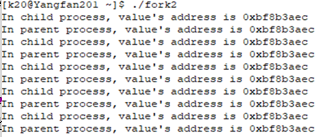 [k20@Yangfan201 ~]$ ./fork2
In child process, value's address is 0xbf8b3aec
In parent process, value's address is 0xbf8b3aec
In child process, value's address is 0xbf8b3aec
In parent process, value's address is 0xbf8b3aec
In child process, value's address is 0xbf8b3aec
In parent process, value's address is 0xbf8b3aec
In child process, value's address is 0xbf8b3aec
In parent process, value's address is 0xbf8b3aec
In child process, value's address is 0xbf8b3aec
In parent process, value's address is 0xbf8b3aec